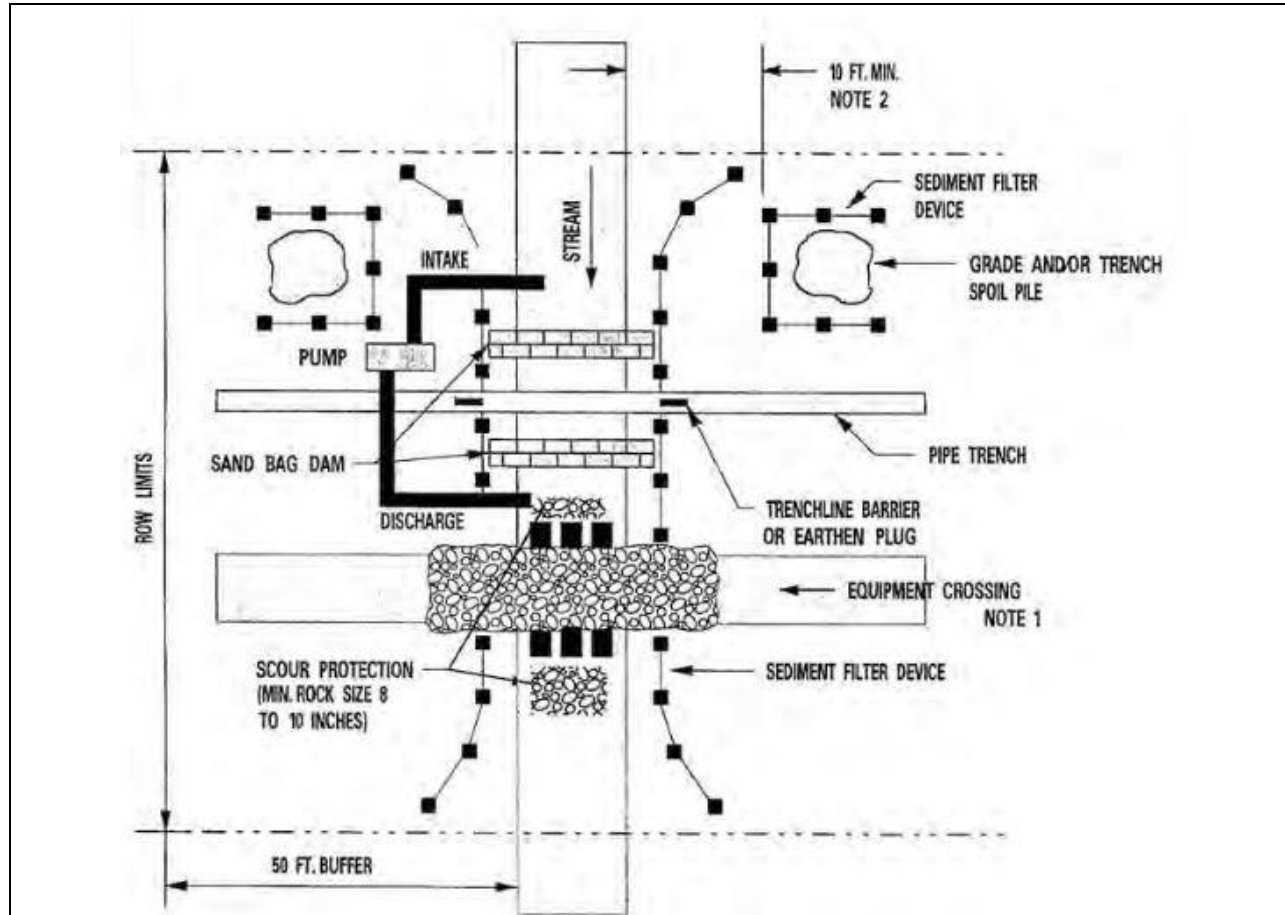 10 FT. MIN.
NOTE 2
SEDIMENT FILTER
DEVICE
STREAM
INTAKE
GRADE AND/OR TRENCH
SPOIL PILE
PUMP
ROW LIMITS
SAND BAG DAM
PIPE TRENCH
DISCHARGE
TRENCHLINE BARRIER
OR EARTHEN PLUG
EQUIPMENT CROSSING
NOTE 1
SCOUR PROTECTION
(MIN. ROCK SIZE 8
TO 10 INCHES)
SEDIMENT FILTER DEVICE
50 FT. BUFFER